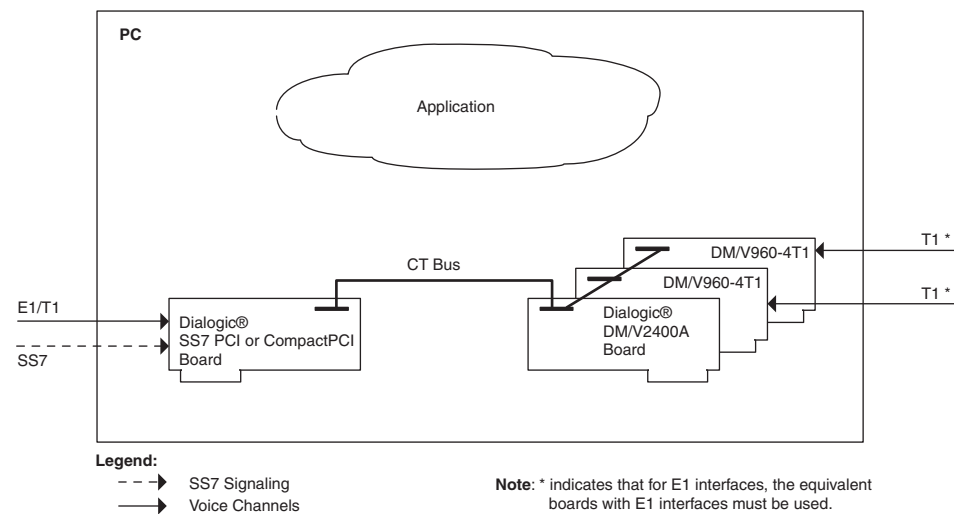 PC
Application
DM/V960-4T1
T1 *
CT Bus
DM/V960-4T1
T1 *
E1/T1
Dialogic®
SS7 PCI or CompactPCI
Board
SS7
Dialogic®
DM/V2400A
Board
Legend:
SS7 Signaling
Voice Channels
Note: * indicates that for E1 interfaces, the equivalent
boards with E1 interfaces must be used.